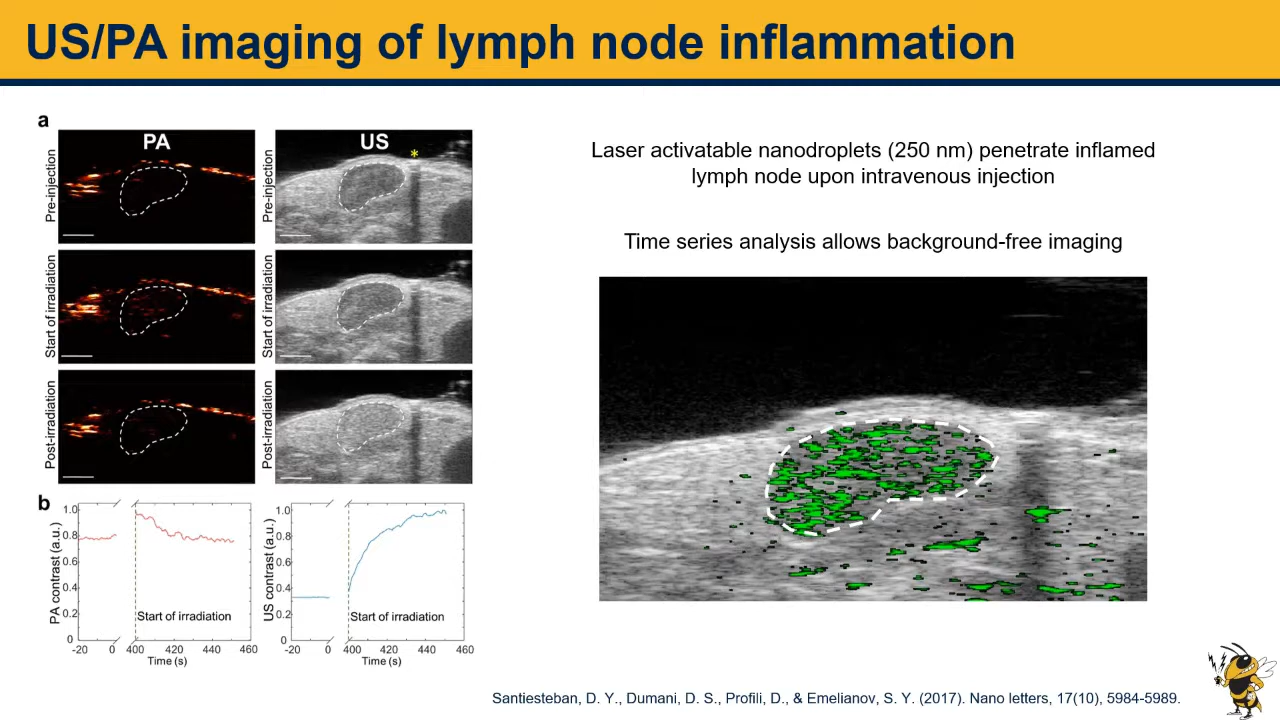 US/PA imaging of lymph node inflammation
a
PA
US
*
Pre-injection
Pre-injection
Start of irradiation
Start of irradiation
Post-irradiation
Post-irradiation
b
PA contrast (a.u.)
1.0
0.8
0.6
0.4
0.2
0
-20 0 400 420 440 460
Time (s)
Start of irradiation
US contrast (a.u.)
1.0
0.8
0.6
0.4
0.2
0
-20 0 400 420 440 460
Time (s)
Start of irradiation
Laser activatable nanodroplets (250 nm) penetrate inflamed
lymph node upon intravenous injection
Time series analysis allows background-free imaging
Santiesteban, D. Y., Dumani, D. S., Profili, D., & Emelianov, S. Y. (2017). Nano letters, 17(10), 5984-5989.